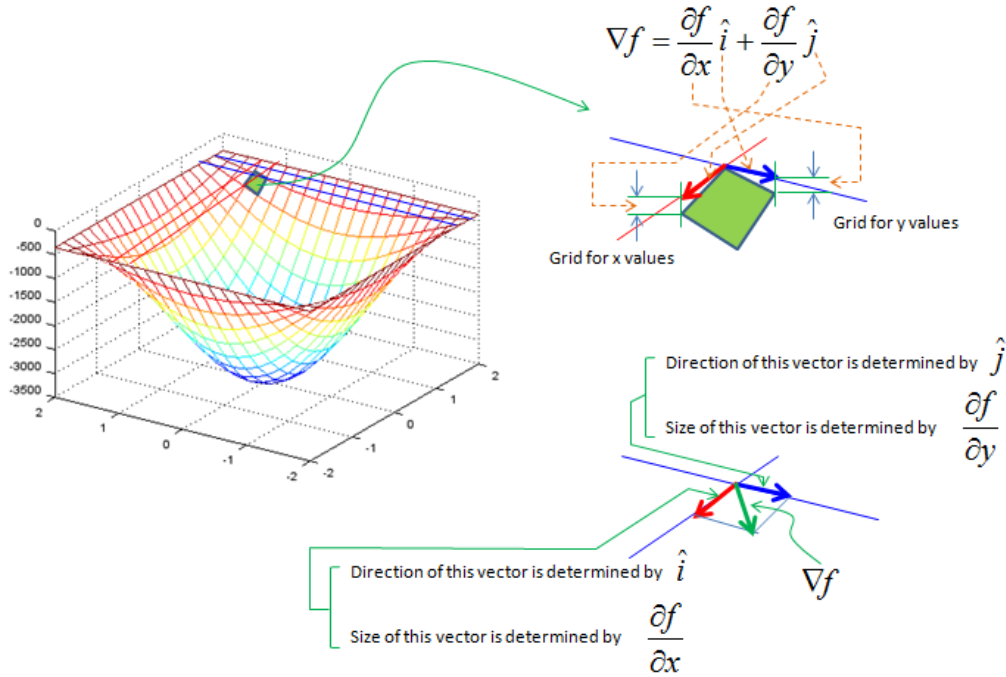 ∇f = ∂f/∂x î + ∂f/∂y ĵ
Grid for y values
Grid for x values
0
-500
-1000
-1500
-2000
-2500
-3000
-3500
2
1
0
-1
-2
-2
-1
0
1
2
Direction of this vector is determined by ĵ
Size of this vector is determined by ∂f/∂y
Direction of this vector is determined by î
Size of this vector is determined by ∂f/∂x
∇f